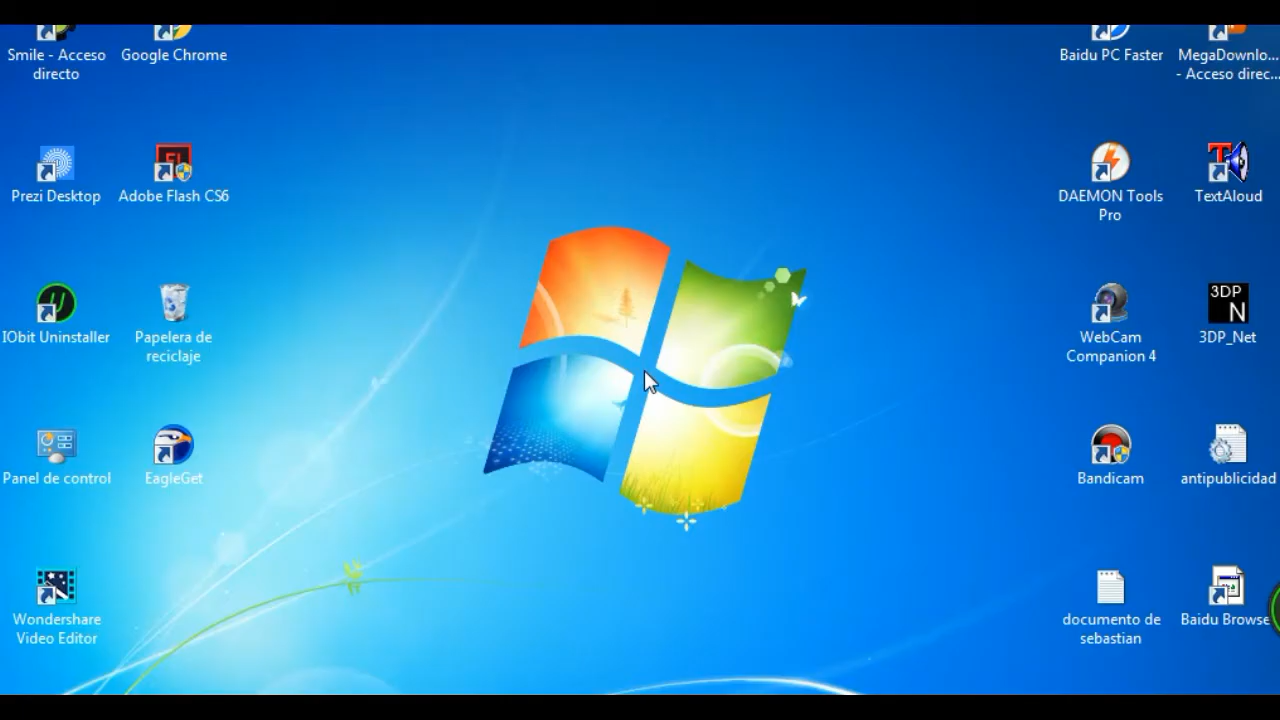 Smile - Acceso
directo
Google Chrome
Baidu PC Faster
MegaDownlo...
- Acceso direc...
Prezi Desktop
Adobe Flash CS6
DAEMON Tools
Pro
TextAloud
IObit Uninstaller
Papelera de
reciclaje
WebCam
Companion 4
3DP
N
3DP_Net
Panel de control
EagleGet
Bandicam
antipublicidad
Wondershare
Video Editor
documento de
sebastian
Baidu Browse